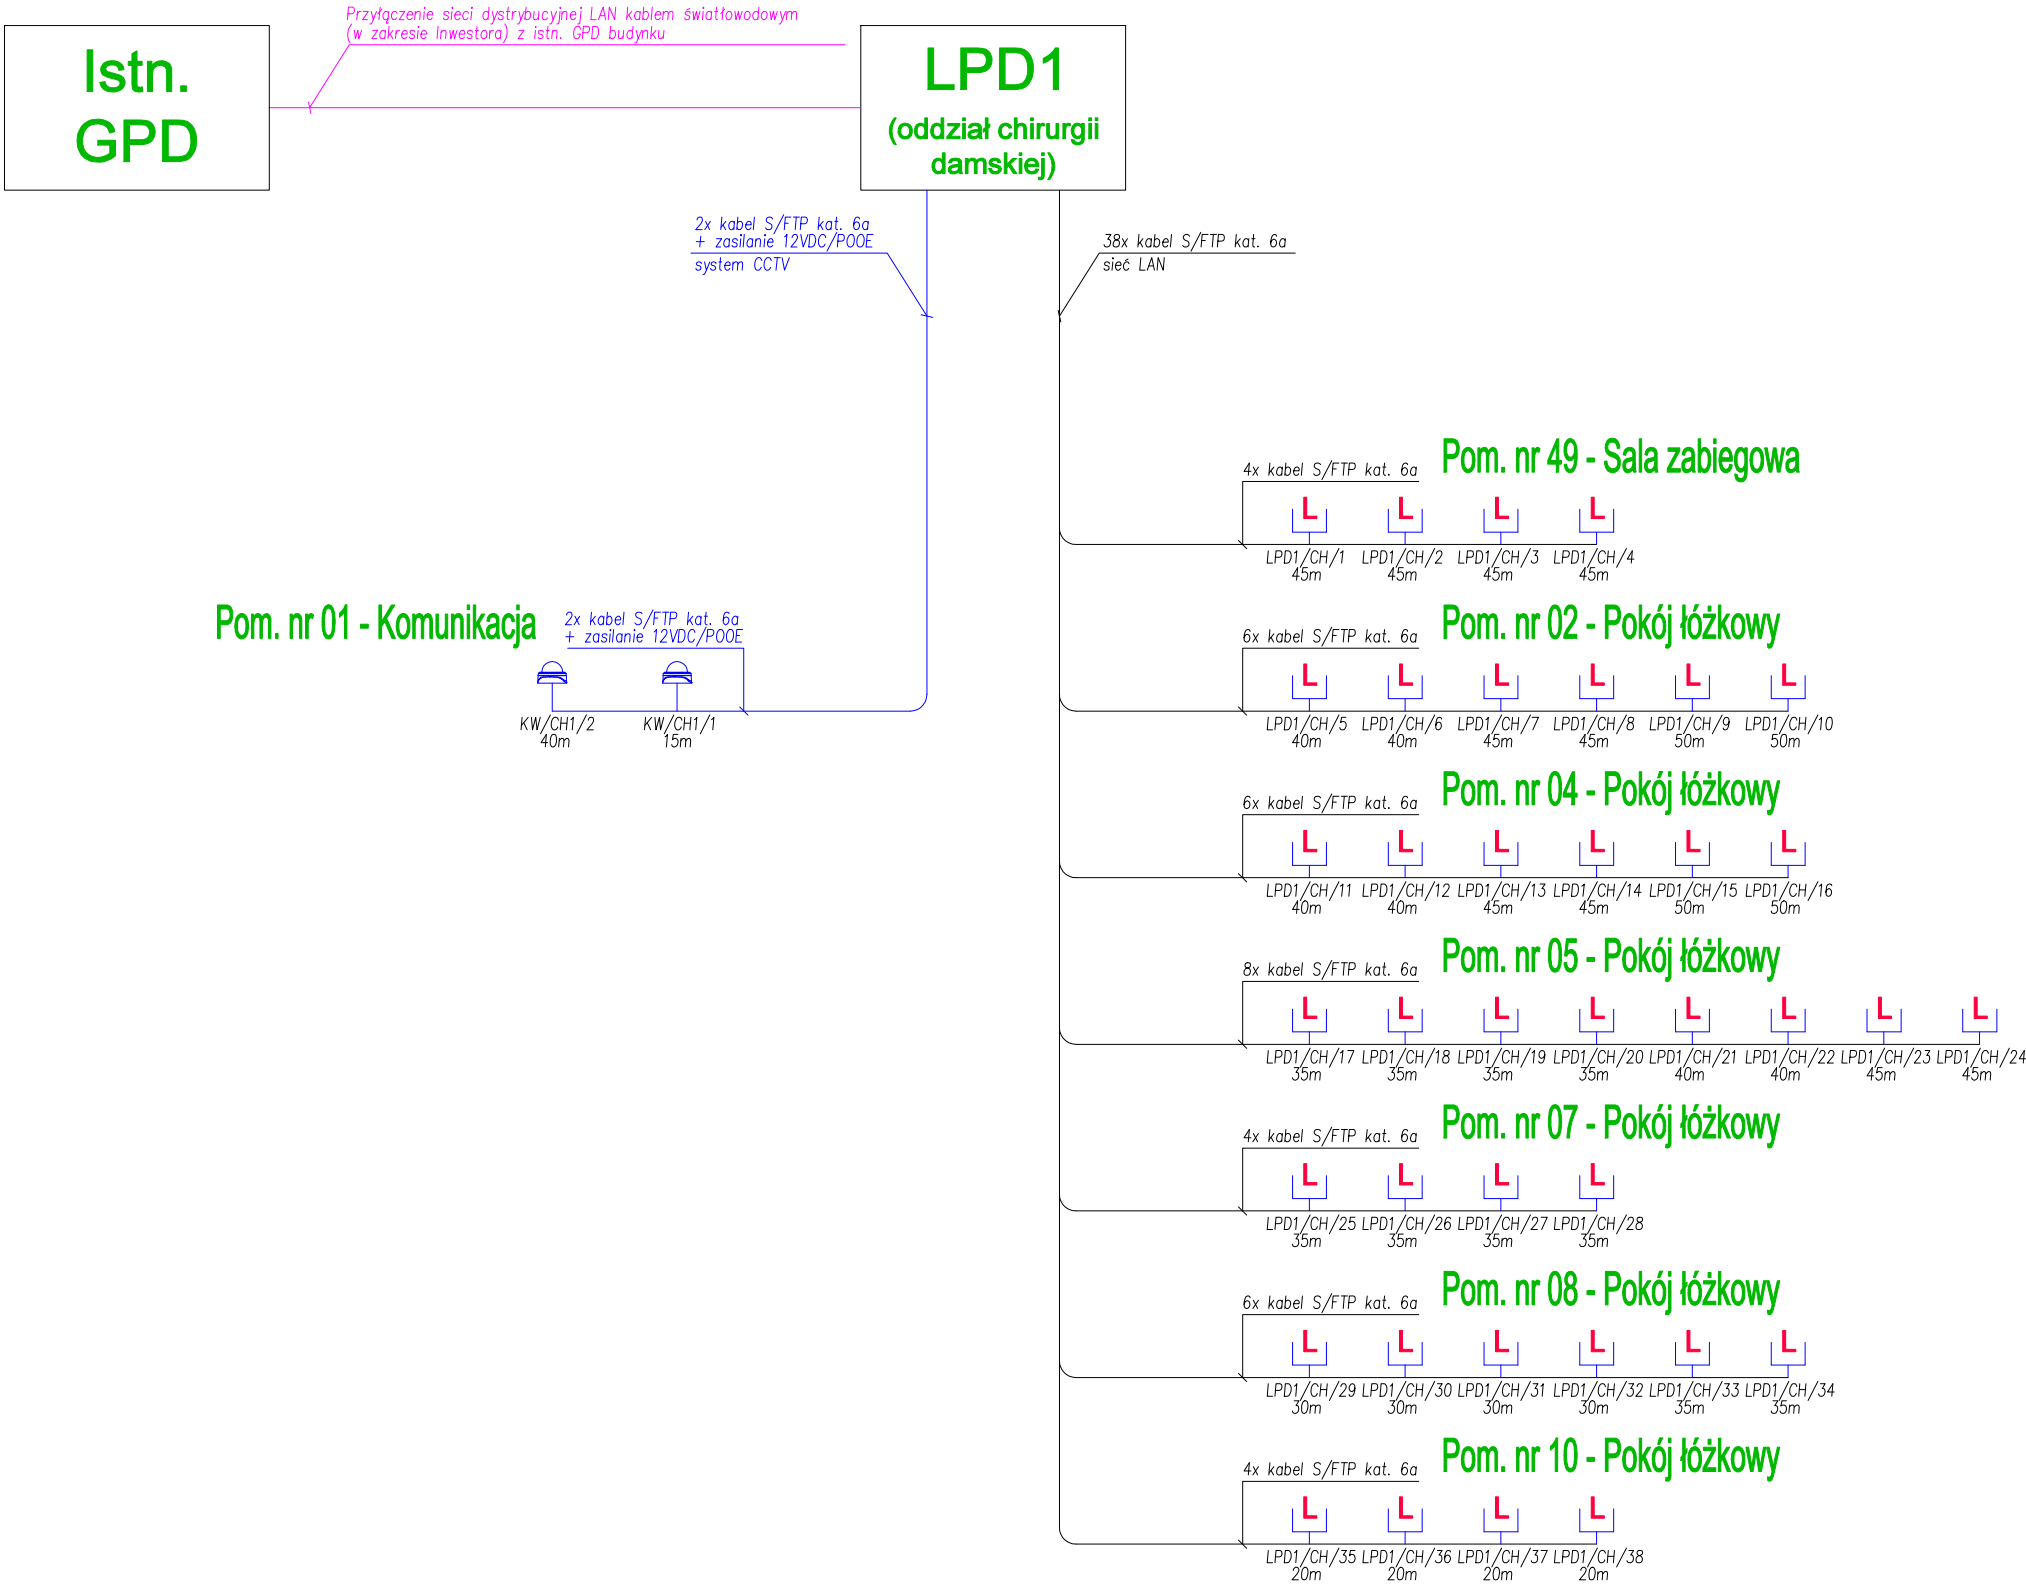 Przyłączenie sieci dystrybucyjnej LAN kablem światłowodowym
(w zakresie Inwestora) z istn. GPD budynku
Istn.
GPD
LPD1
(oddział chirurgii
damskiej)
2x kabel S/FTP kat. 6a
+ zasilanie 12VDC/POOE
system CCTV
38x kabel S/FTP kat. 6a
sieć LAN
4x kabel S/FTP kat. 6a
Pom. nr 49 - Sala zabiegowa
L L L L
LPD1/CH/1 LPD1/CH/2 LPD1/CH/3 LPD1/CH/4
45m 45m 45m 45m
Pom. nr 01 - Komunikacja
2x kabel S/FTP kat. 6a
+ zasilanie 12VDC/POOE
KW/CH1/2 KW/CH1/1
40m 15m
6x kabel S/FTP kat. 6a
Pom. nr 02 - Pokój łóżkowy
L L L L L L
LPD1/CH/5 LPD1/CH/6 LPD1/CH/7 LPD1/CH/8 LPD1/CH/9 LPD1/CH/10
40m 40m 45m 45m 50m 50m
6x kabel S/FTP kat. 6a
Pom. nr 04 - Pokój łóżkowy
L L L L L L
LPD1/CH/11 LPD1/CH/12 LPD1/CH/13 LPD1/CH/14 LPD1/CH/15 LPD1/CH/16
40m 40m 45m 45m 50m 50m
8x kabel S/FTP kat. 6a
Pom. nr 05 - Pokój łóżkowy
L L L L L L L L
LPD1/CH/17 LPD1/CH/18 LPD1/CH/19 LPD1/CH/20 LPD1/CH/21 LPD1/CH/22 LPD1/CH/23 LPD1/CH/24
35m 35m 35m 35m 40m 40m 45m 45m
4x kabel S/FTP kat. 6a
Pom. nr 07 - Pokój łóżkowy
L L L L
LPD1/CH/25 LPD1/CH/26 LPD1/CH/27 LPD1/CH/28
35m 35m 35m 35m
6x kabel S/FTP kat. 6a
Pom. nr 08 - Pokój łóżkowy
L L L L L L
LPD1/CH/29 LPD1/CH/30 LPD1/CH/31 LPD1/CH/32 LPD1/CH/33 LPD1/CH/34
30m 30m 30m 30m 35m 35m
4x kabel S/FTP kat. 6a
Pom. nr 10 - Pokój łóżkowy
L L L L
LPD1/CH/35 LPD1/CH/36 LPD1/CH/37 LPD1/CH/38
20m 20m 20m 20m